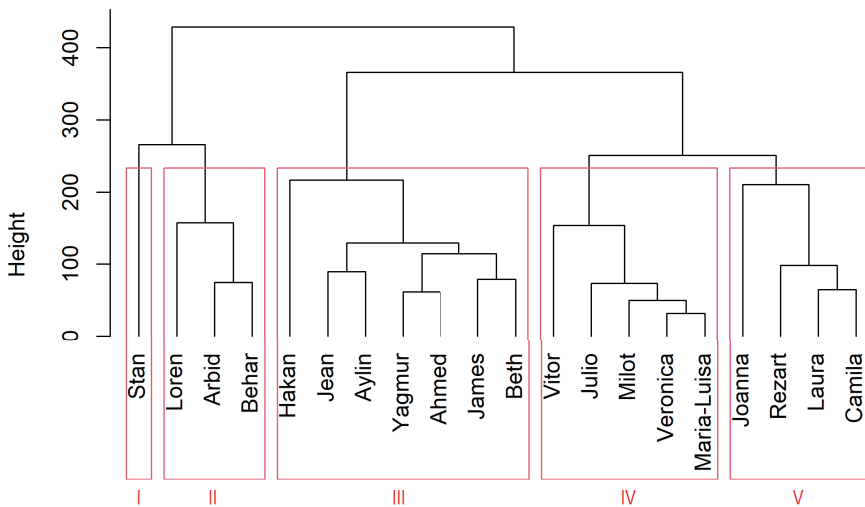 400
300
200
100
0
Height
Stan
Loren
Arbid
Behar
Hakan
Jean
Aylin
Yagmur
Ahmed
James
Beth
Vitor
Julio
Milot
Veronica
Maria-Luisa
Joanna
Rezart
Laura
Camila
I
II
III
IV
V